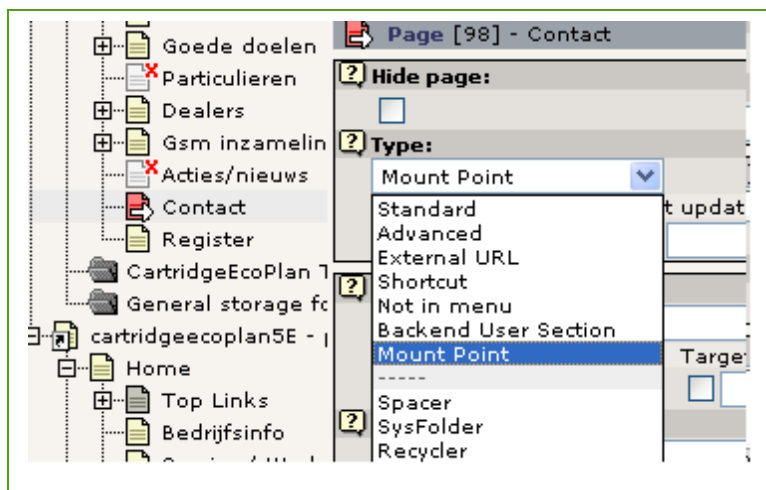 Goede doelen
Particulieren
Dealers
Gsm inzamelin
Acties/nieuws
Contact
Register
CartridgeEcoPlan
General storage fo
cartridgeecoplan5E -
Home
Top Links
Bedrijfsinfo
Page [98] - Contact
Hide page:
Type:
Mount Point
t updat
Standard
Advanced
External URL
Shortcut
Not in menu
Backend User Section
Mount Point
Targe
-----
Spacer
SysFolder
Recycler